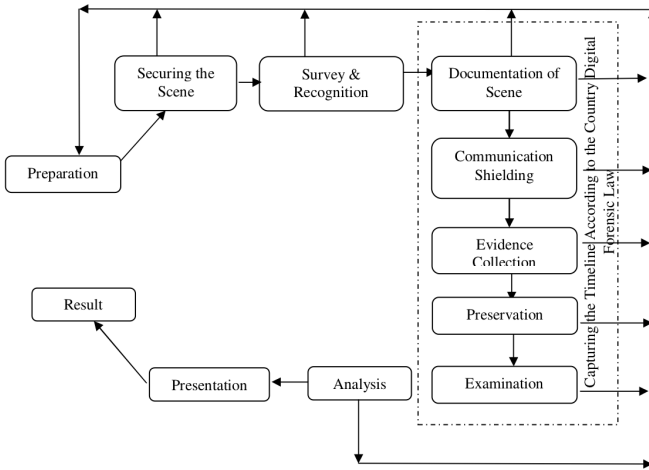 Securing the
Scene
Survey &
Recognition
Documentation of
Scene
Preparation
Communication
Shielding
Evidence
Collection
Preservation
Examination
Capturing the Timeline According to the Country Digital
Forensic Law
Result
Presentation
Analysis